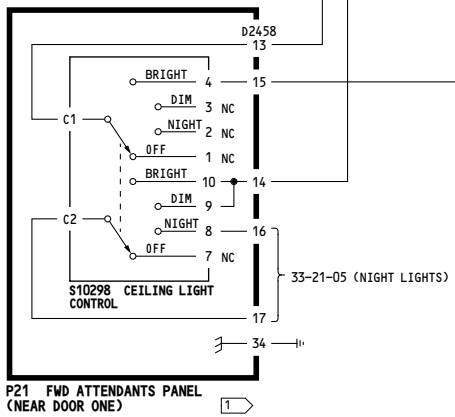 D2458
13
BRIGHT 4 15
DIM 3 NC
NIGHT 2 NC
C1
OFF 1 NC
BRIGHT 10 14
DIM 9
C2
NIGHT 8 16
OFF 7 NC
33-21-05 (NIGHT LIGHTS)
S10298 CEILING LIGHT
CONTROL
17
34
P21 FWD ATTENDANTS PANEL
(NEAR DOOR ONE)
1